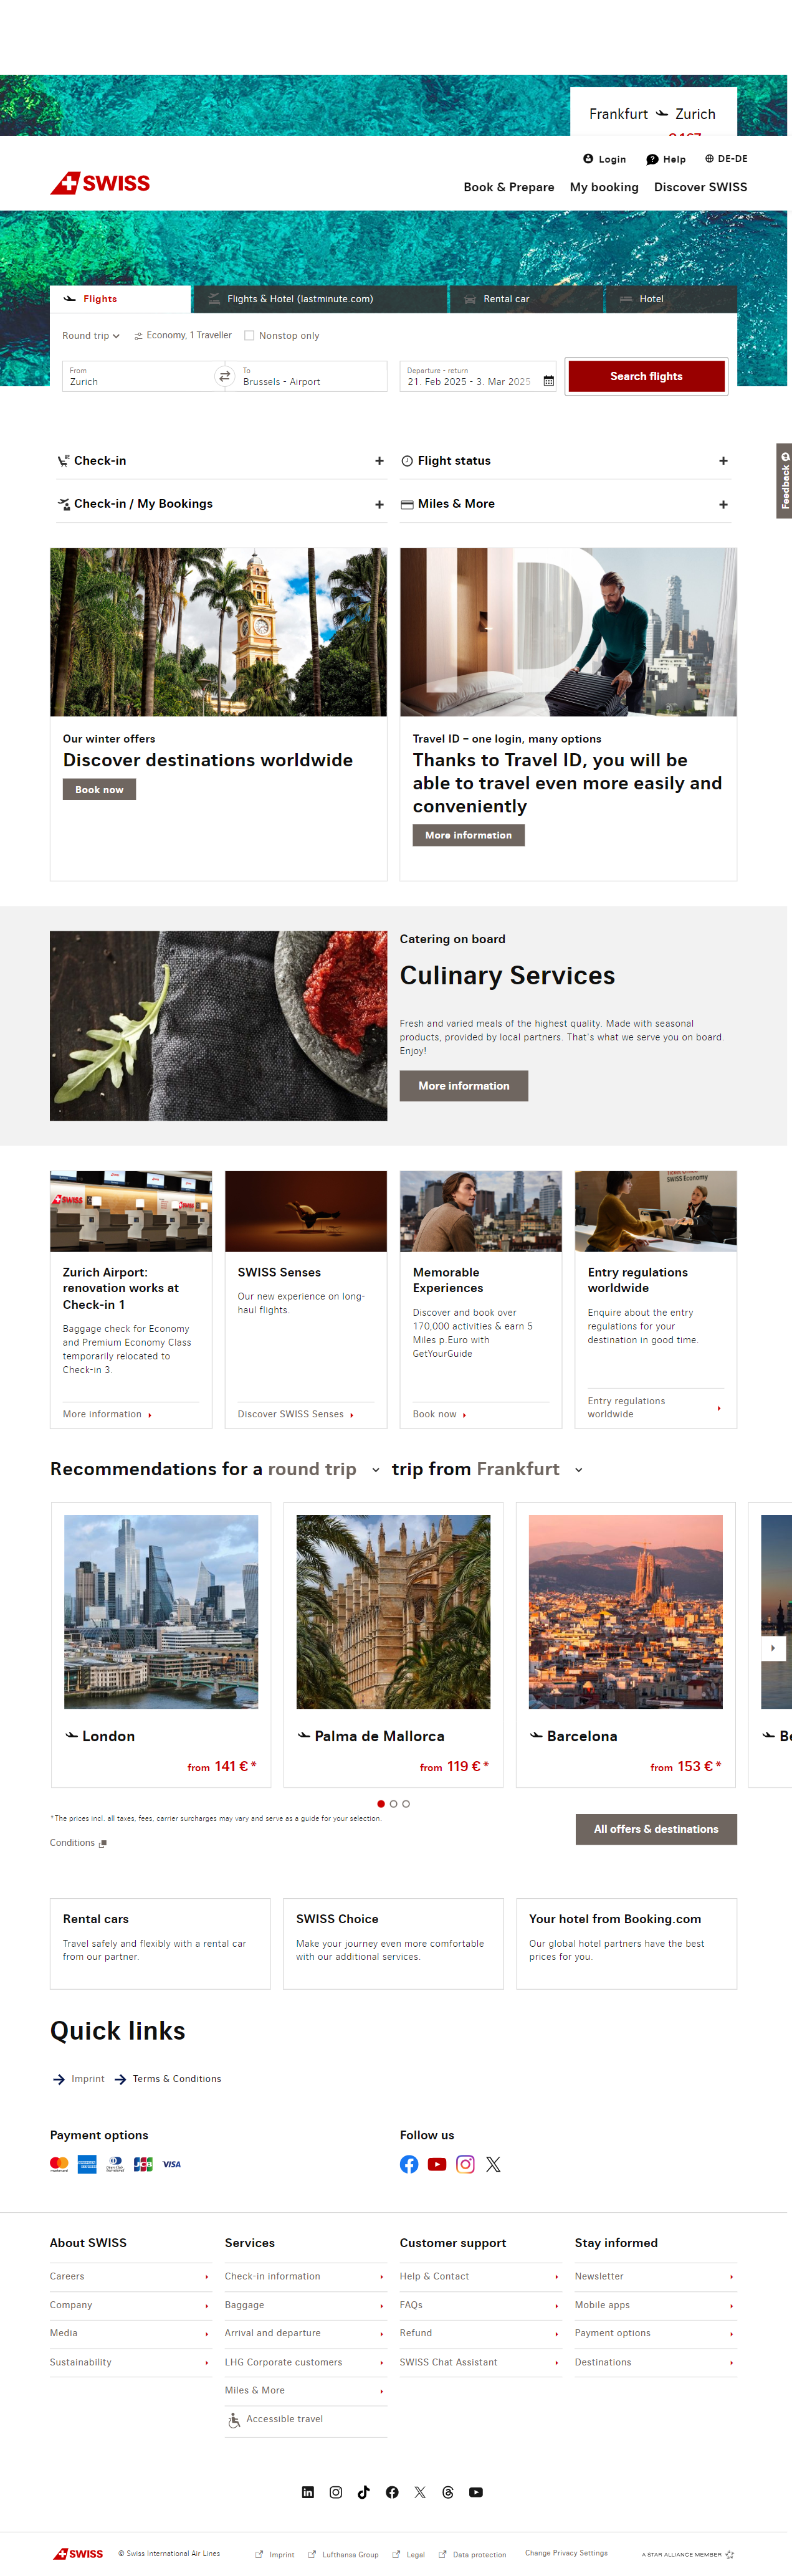 Frankfurt Zurich
Login Help DE-DE
SWISS
Book & Prepare My booking Discover SWISS
Flights Flights & Hotel (lastminute.com) Rental car Hotel
Round trip Economy, 1 Traveller Nonstop only
From To Departure - return
Zurich Brussels - Airport 21. Feb 2025 - 3. Mar 2025 Search flights
Feedback
Check-in Flight status
Check-in / My Bookings Miles & More
Our winter offers
Discover destinations worldwide
Book now
Travel ID – one login, many options
Thanks to Travel ID, you will be
able to travel even more easily and
conveniently
More information
Catering on board
Culinary Services
Fresh and varied meals of the highest quality. Made with seasonal
products, provided by local partners. That's what we serve you on board.
Enjoy!
More information
Zurich Airport:
renovation works at
Check-in 1
Baggage check for Economy
and Premium Economy Class
temporarily relocated to
Check-in 3.
More information
SWISS Senses
Our new experience on long-
haul flights.
Discover SWISS Senses
Memorable
Experiences
Discover and book over
170,000 activities & earn 5
Miles p.Euro with
GetYourGuide
Book now
SWISS Economy
Entry regulations
worldwide
Enquire about the entry
regulations for your
destination in good time.
Entry regulations
worldwide
Recommendations for a round trip trip from Frankfurt
London
from 141 € *
Palma de Mallorca
from 119 € *
Barcelona
from 153 € *
* The prices incl. all taxes, fees, carrier surcharges may vary and serve as a guide for your selection.
Conditions
All offers & destinations
Rental cars
Travel safely and flexibly with a rental car
from our partner.
SWISS Choice
Make your journey even more comfortable
with our additional services.
Your hotel from Booking.com
Our global hotel partners have the best
prices for you.
Quick links
Imprint Terms & Conditions
Payment options
JCB VISA
Follow us
About SWISS
Careers
Company
Media
Sustainability
Services
Check-in information
Baggage
Arrival and departure
LHG Corporate customers
Miles & More
Accessible travel
Customer support
Help & Contact
FAQs
Refund
SWISS Chat Assistant
Stay informed
Newsletter
Mobile apps
Payment options
Destinations
SWISS © Swiss International Air Lines Imprint Lufthansa Group Legal Data protection Change Privacy Settings A STAR ALLIANCE MEMBER